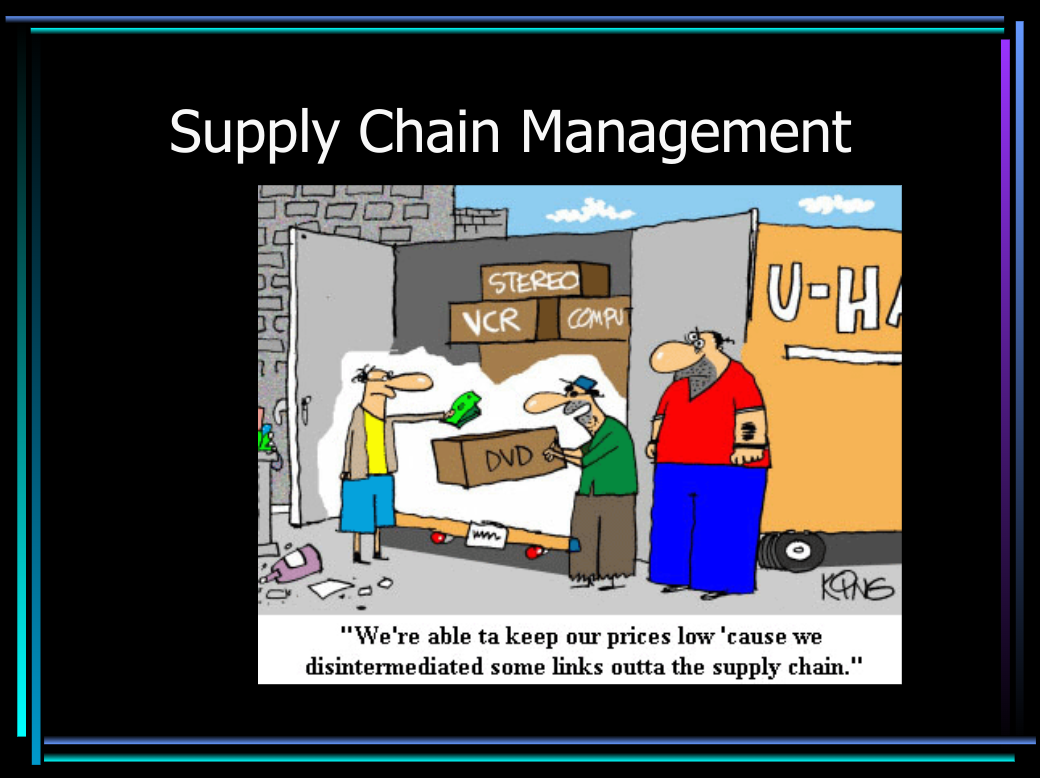 Supply Chain Management
STEREO
VCR
COMPU
U-HA
DVD
"We're able ta keep our prices low 'cause we
disintermediated some links outta the supply chain."